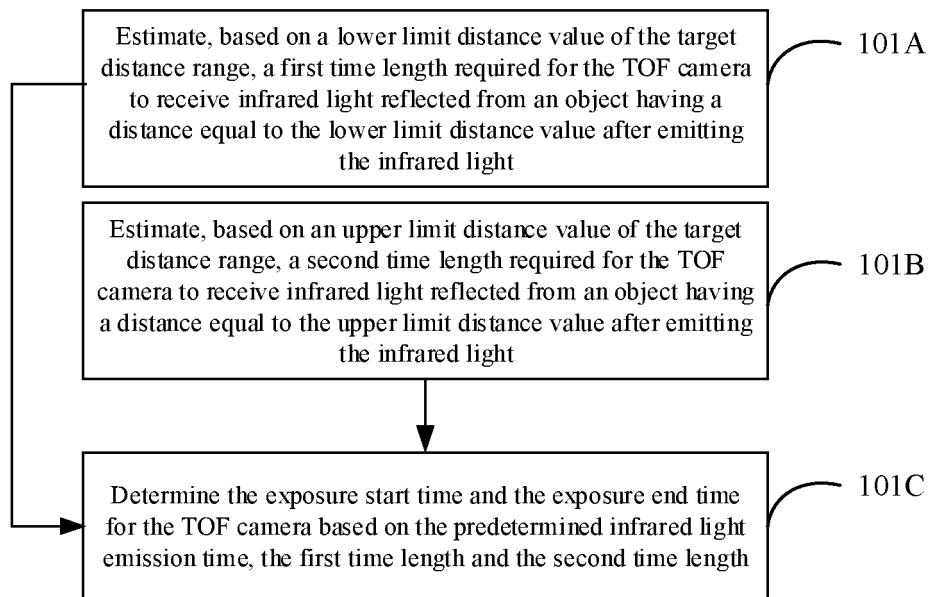 Estimate, based on a lower limit distance value of the target
distance range, a first time length required for the TOF camera
to receive infrared light reflected from an object having a
distance equal to the lower limit distance value after emitting
the infrared light
101A
Estimate, based on an upper limit distance value of the target
distance range, a second time length required for the TOF
camera to receive infrared light reflected from an object having
a distance equal to the upper limit distance value after emitting
the infrared light
101B
Determine the exposure start time and the exposure end time
for the TOF camera based on the predetermined infrared light
emission time, the first time length and the second time length
101C